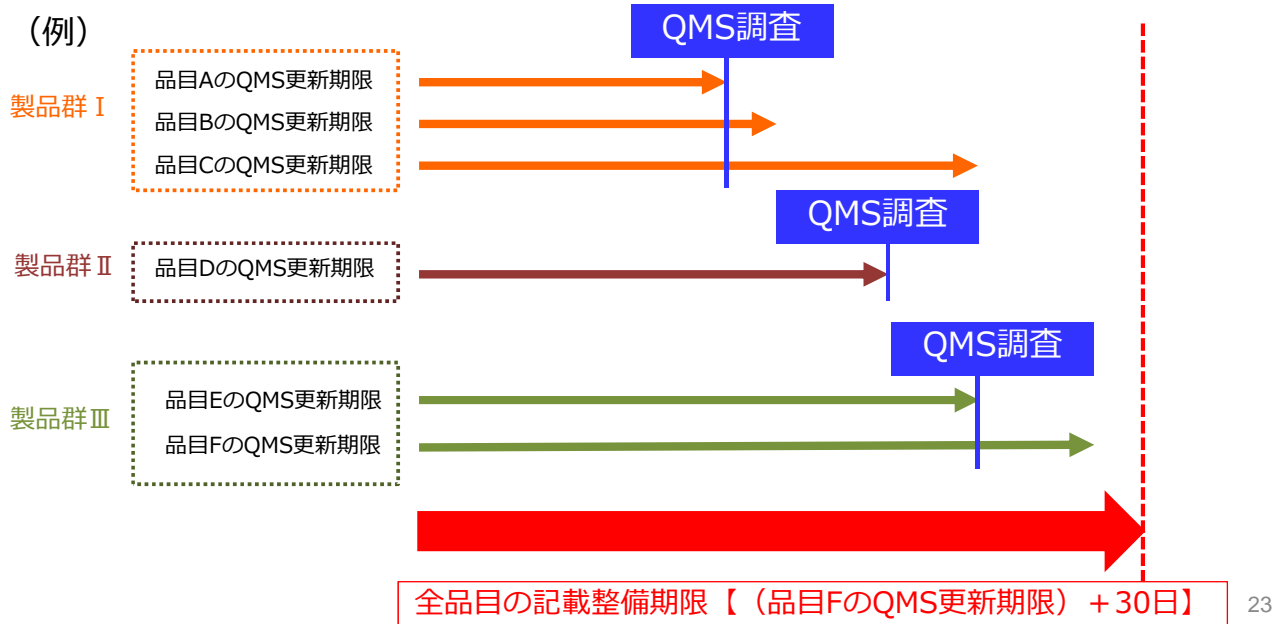 （例）
QMS調査
製品群Ⅰ
品目AのQMS更新期限
品目BのQMS更新期限
品目CのQMS更新期限
QMS調査
製品群Ⅱ
品目DのQMS更新期限
QMS調査
製品群Ⅲ
品目EのQMS更新期限
品目FのQMS更新期限
全品目の記載整備期限【（品目FのQMS更新期限）＋30日】
23